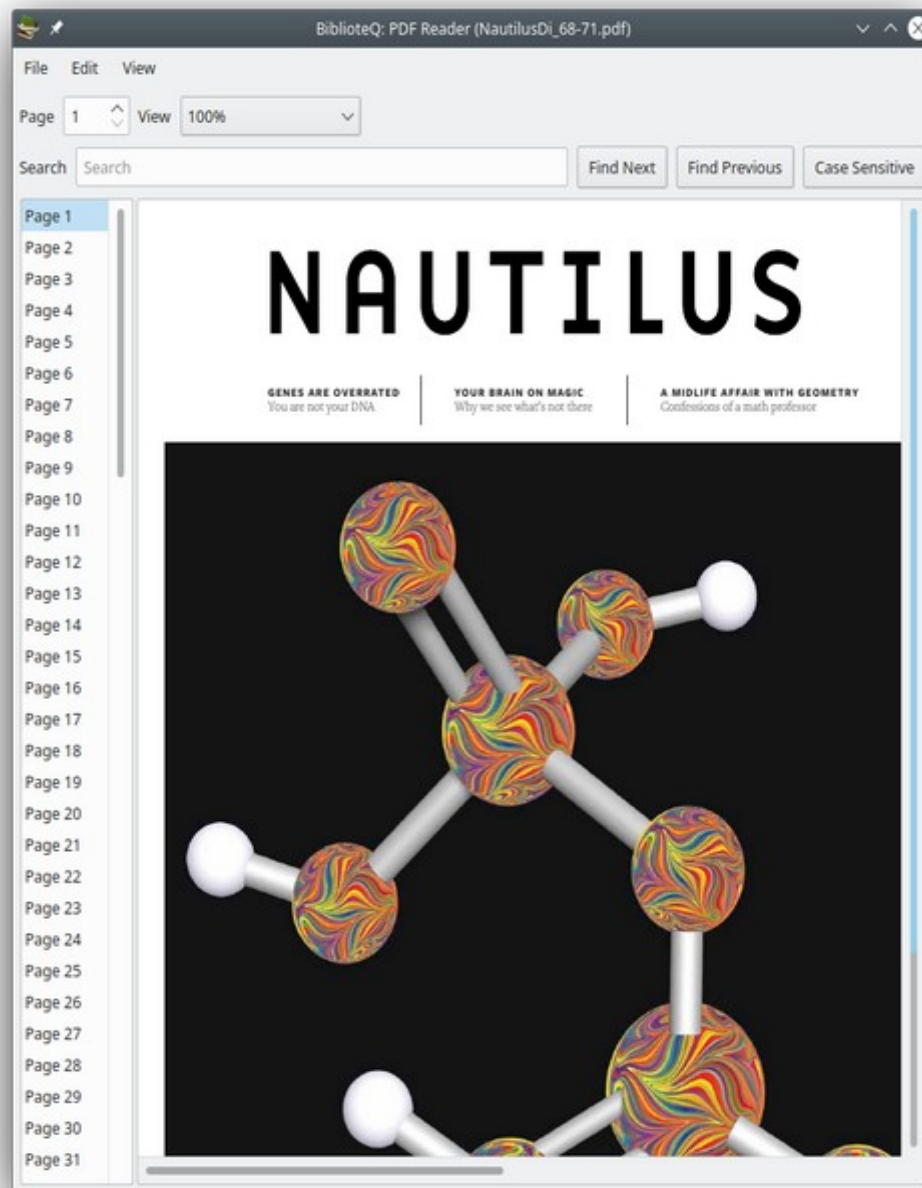 BiblioteQ: PDF Reader (NautilusDi_68-71.pdf)
File Edit View
Page 1 View 100%
Search Search Find Next Find Previous Case Sensitive
Page 1
Page 2
Page 3
Page 4
Page 5
Page 6
Page 7
Page 8
Page 9
Page 10
Page 11
Page 12
Page 13
Page 14
Page 15
Page 16
Page 17
Page 18
Page 19
Page 20
Page 21
Page 22
Page 23
Page 24
Page 25
Page 26
Page 27
Page 28
Page 29
Page 30
Page 31
NAUTILUS
GENES ARE OVERRATED
You are not your DNA
YOUR BRAIN ON MAGIC
Why we see what's not there
A MIDLIFE AFFAIR WITH GEOMETRY
Confessions of a math professor